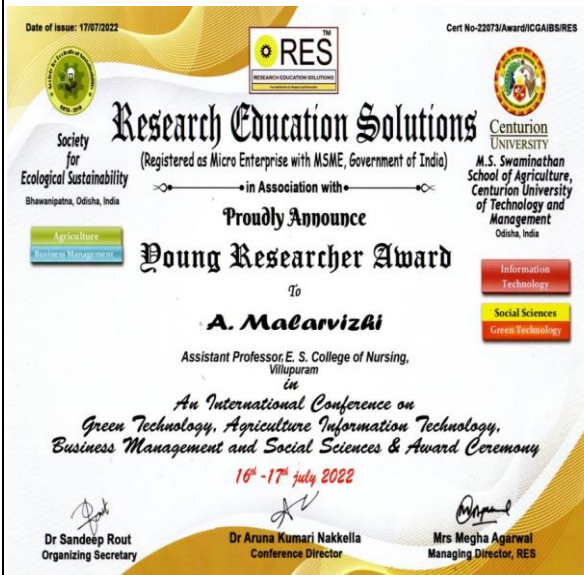 Date of issue: 17/07/2022
Cert No-22073/Award/ICGAIBS/RES
TM
RES
RESEARCH EDUCATION SOLUTIONS
Research Education Solutions
(Registered as Micro Enterprise with MSME, Government of India)
in Association with
Society
for
Ecological Sustainability
Bhawanipatna, Odisha, India
Centurion
UNIVERSITY
M.S. Swaminathan
School of Agriculture,
Centurion University
of Technology and
Management
Odisha, India
Agriculture
Business Management
Information
Technology
Social Sciences
Green Technology
Proudly Announce
Young Researcher Award
To
A. Malarvizhi
Assistant Professor, E. S. College of Nursing,
Villupuram
in
An International Conference on
Green Technology, Agriculture Information Technology,
Business Management and Social Sciences & Award Ceremony
16th -17th july 2022
Dr Sandeep Rout
Organizing Secretary
Dr Aruna Kumari Nakkella
Conference Director
Mrs Megha Agarwal
Managing Director, RES